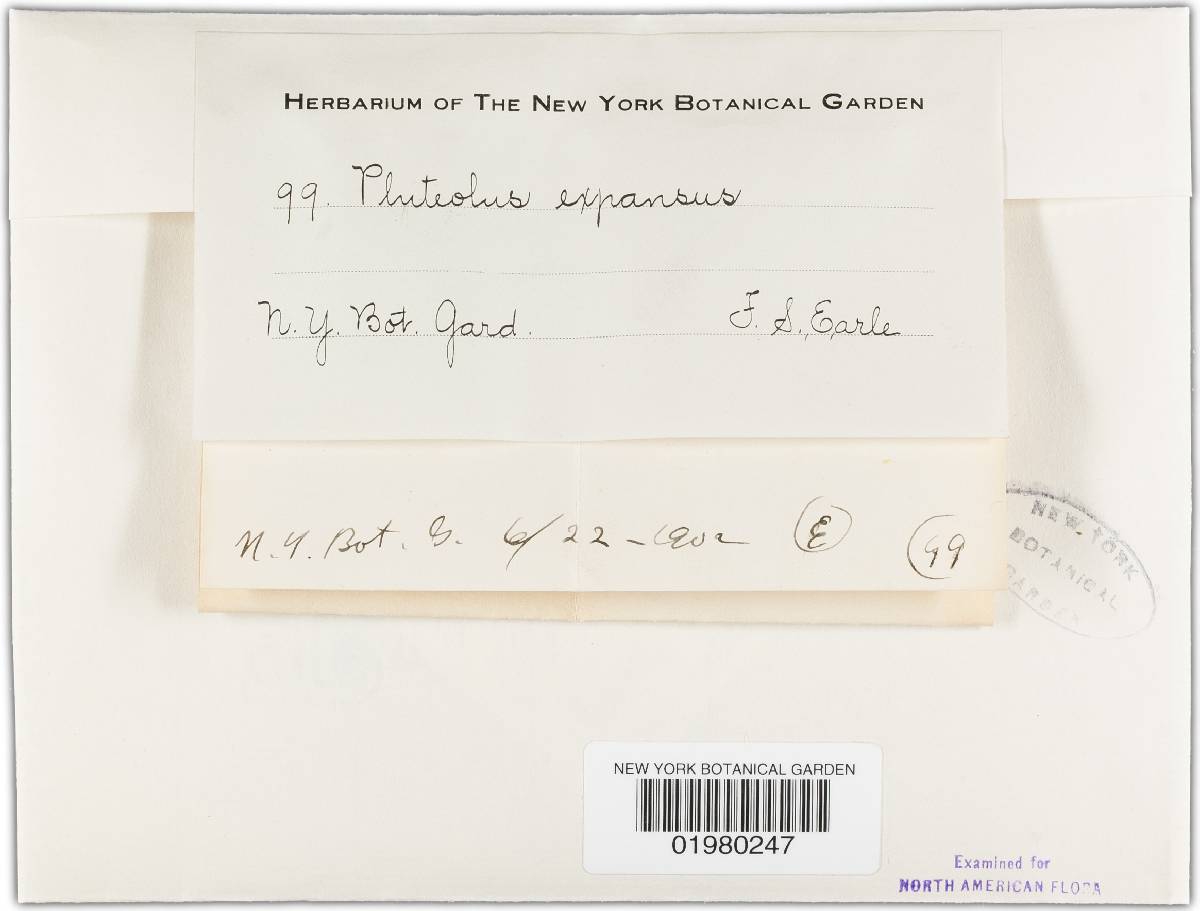 HERBARIUM OF THE NEW YORK BOTANICAL GARDEN
99. Pluteolus expansus
N. Y. Bot. Gard. F. S. Earle
N. Y. Bot. G. 6/22-1902 E 99
NEW YORK
BOTANICAL
GARDEN
NEW YORK BOTANICAL GARDEN
01980247
Examined for
NORTH AMERICAN FLORA